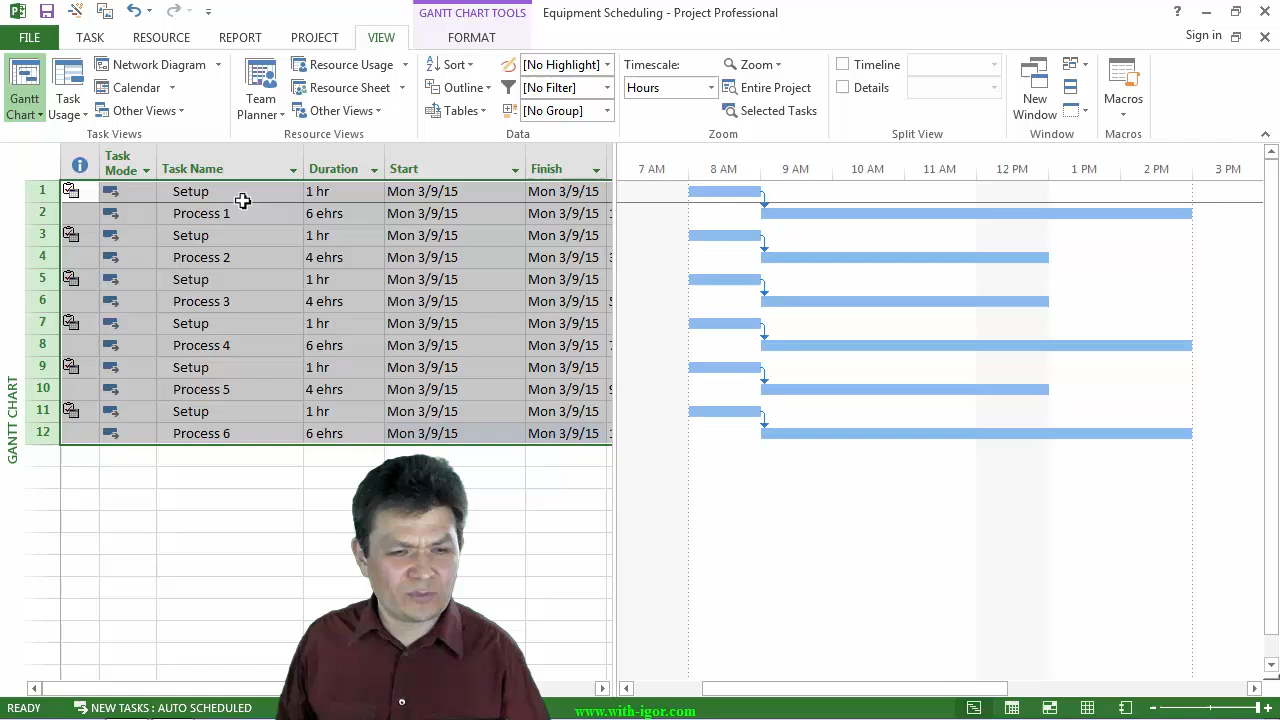 GANTT CHART TOOLS
Equipment Scheduling - Project Professional
FILE TASK RESOURCE REPORT PROJECT VIEW FORMAT
Sign in
Gantt Chart
Task Usage
Network Diagram
Calendar
Other Views
Task Views
Team Planner
Resource Usage
Resource Sheet
Other Views
Resource Views
Sort
Outline
Tables
[No Highlight]
[No Filter]
[No Group]
Data
Timescale:
Hours
Zoom
Entire Project
Selected Tasks
Zoom
Timeline
Details
Split View
New Window
Window
Macros
Macros
Task Mode Task Name Duration Start Finish
7 AM 8 AM 9 AM 10 AM 11 AM 12 PM 1 PM 2 PM 3 PM
1 Setup 1 hr Mon 3/9/15 Mon 3/9/15
2 Process 1 6 ehrs Mon 3/9/15 Mon 3/9/15 1
3 Setup 1 hr Mon 3/9/15 Mon 3/9/15
4 Process 2 4 ehrs Mon 3/9/15 Mon 3/9/15 3
5 Setup 1 hr Mon 3/9/15 Mon 3/9/15
6 Process 3 4 ehrs Mon 3/9/15 Mon 3/9/15 5
7 Setup 1 hr Mon 3/9/15 Mon 3/9/15
8 Process 4 6 ehrs Mon 3/9/15 Mon 3/9/15 7
9 Setup 1 hr Mon 3/9/15 Mon 3/9/15
10 Process 5 4 ehrs Mon 3/9/15 Mon 3/9/15 9
11 Setup 1 hr Mon 3/9/15 Mon 3/9/15
12 Process 6 6 ehrs Mon 3/9/15 Mon 3/9/15 1
GANTT CHART
READY NEW TASKS : AUTO SCHEDULED
www.with-igor.com